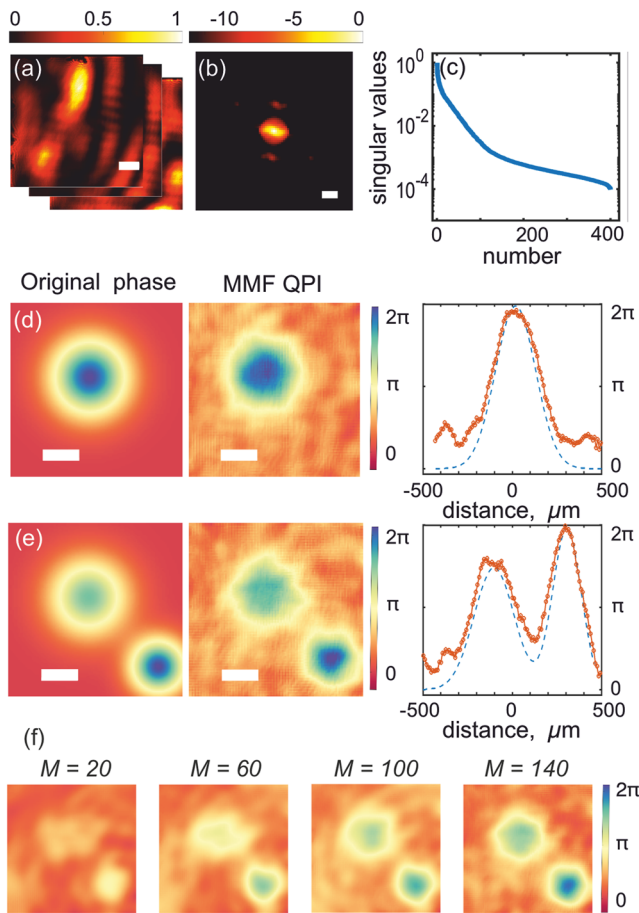 0 0.5 1
-10 -5 0
(a)
(b)
(c)
singular values
10⁰
10⁻²
10⁻⁴
0 200 400
number
Original phase
MMF QPI
(d)
2π
π
0
2π
π
0
-500 0 500
distance, μm
(e)
2π
π
0
2π
π
0
-500 0 500
distance, μm
(f)
M = 20
M = 60
M = 100
M = 140
2π
π
0